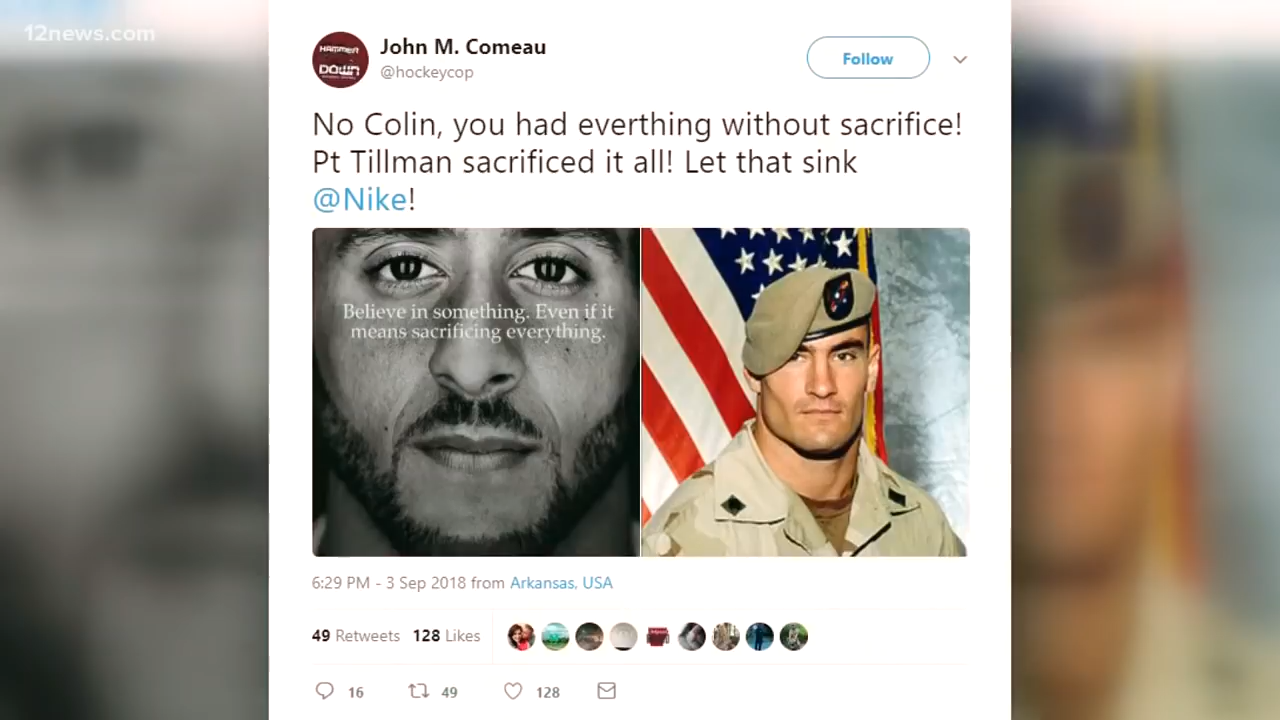 12news.com
HAMMER
DOWN
John M. Comeau
@hockeycop
Follow
No Colin, you had everthing without sacrifice!
Pt Tillman sacrificed it all! Let that sink
@Nike!
Believe in something. Even if it
means sacrificing everything.
6:29 PM - 3 Sep 2018 from Arkansas, USA
49 Retweets 128 Likes
16 49 128